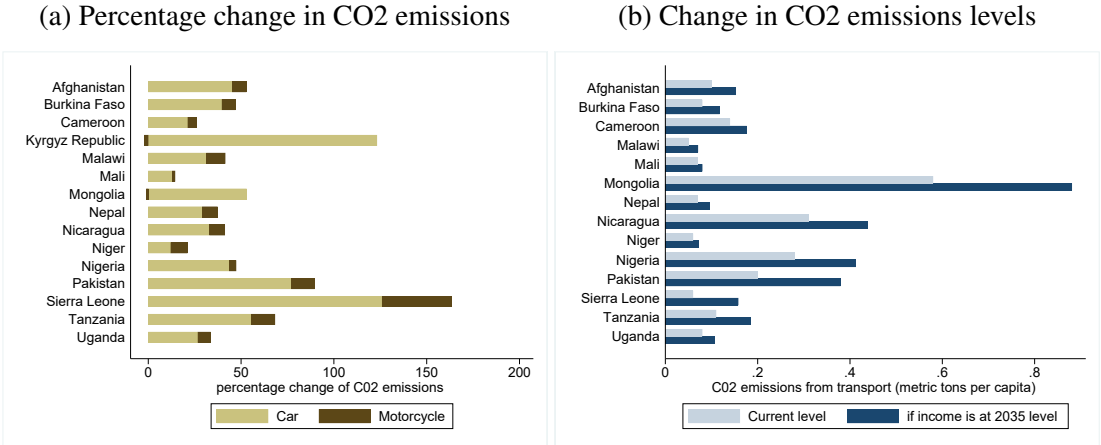 (a) Percentage change in CO2 emissions
Afghanistan
Burkina Faso
Cameroon
Kyrgyz Republic
Malawi
Mali
Mongolia
Nepal
Nicaragua
Niger
Nigeria
Pakistan
Sierra Leone
Tanzania
Uganda
0 50 100 150 200
percentage change of C02 emissions
Car Motorcycle
(b) Change in CO2 emissions levels
Afghanistan
Burkina Faso
Cameroon
Malawi
Mali
Mongolia
Nepal
Nicaragua
Niger
Nigeria
Pakistan
Sierra Leone
Tanzania
Uganda
0 .2 .4 .6 .8
C02 emissions from transport (metric tons per capita)
Current level if income is at 2035 level